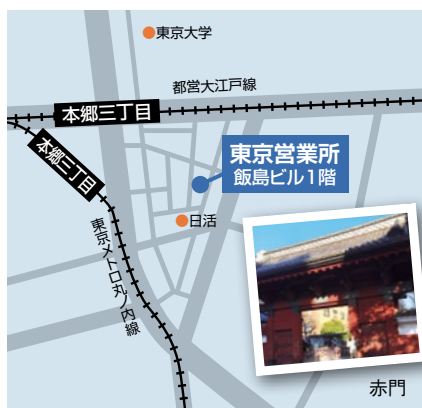 東京大学
都営大江戸線
本郷三丁目
本郷三丁目
東京営業所
飯島ビル1階
日活
東京メトロ丸ノ内線
赤門